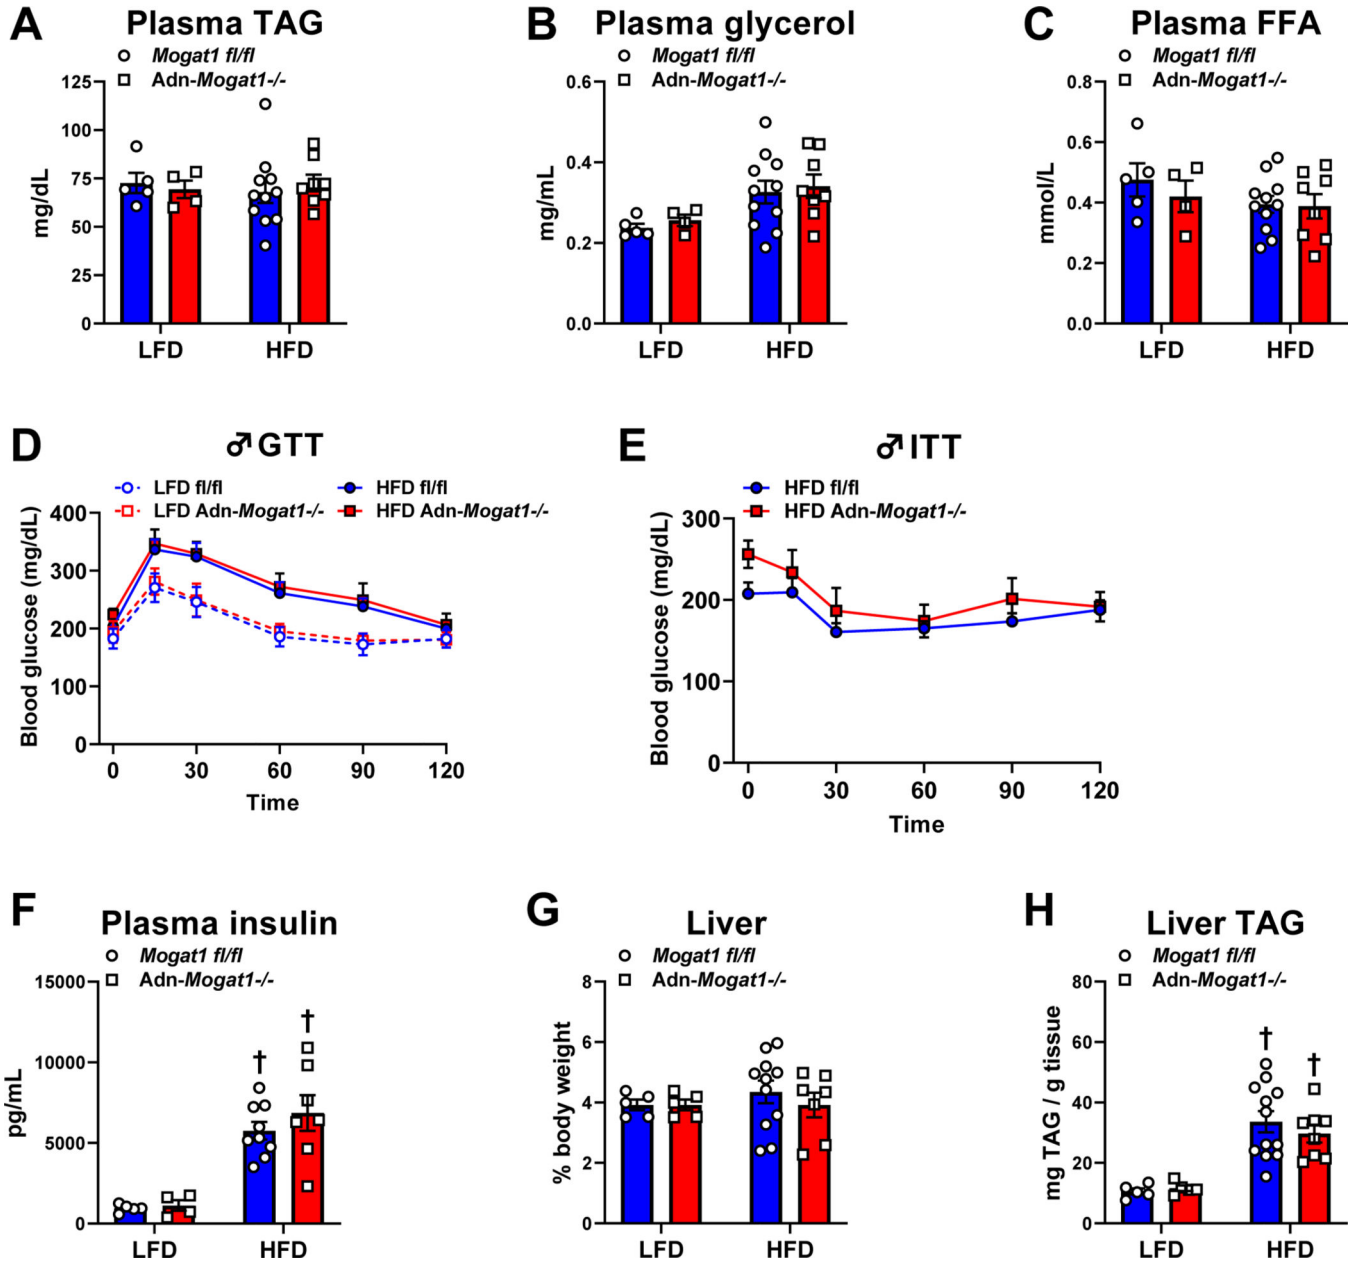 A Plasma TAG
Mogat1 fl/fl
Adn-Mogat1-/-
mg/dL
125
100
75
50
25
0
LFD HFD
B Plasma glycerol
Mogat1 fl/fl
Adn-Mogat1-/-
mg/mL
0.6
0.4
0.2
0.0
LFD HFD
C Plasma FFA
Mogat1 fl/fl
Adn-Mogat1-/-
mmol/L
0.8
0.6
0.4
0.2
0.0
LFD HFD
D ♂ GTT
LFD fl/fl HFD fl/fl
LFD Adn-Mogat1-/- HFD Adn-Mogat1-/-
Blood glucose (mg/dL)
400
300
200
100
0
0 30 60 90 120
Time
E ♂ ITT
HFD fl/fl
HFD Adn-Mogat1-/-
Blood glucose (mg/dL)
300
200
100
0
0 30 60 90 120
Time
F Plasma insulin
Mogat1 fl/fl
Adn-Mogat1-/-
pg/mL
15000
10000
5000
0
† †
LFD HFD
G Liver
Mogat1 fl/fl
Adn-Mogat1-/-
% body weight
8
6
4
2
0
LFD HFD
H Liver TAG
Mogat1 fl/fl
Adn-Mogat1-/-
mg TAG / g tissue
80
60
40
20
0
† †
LFD HFD